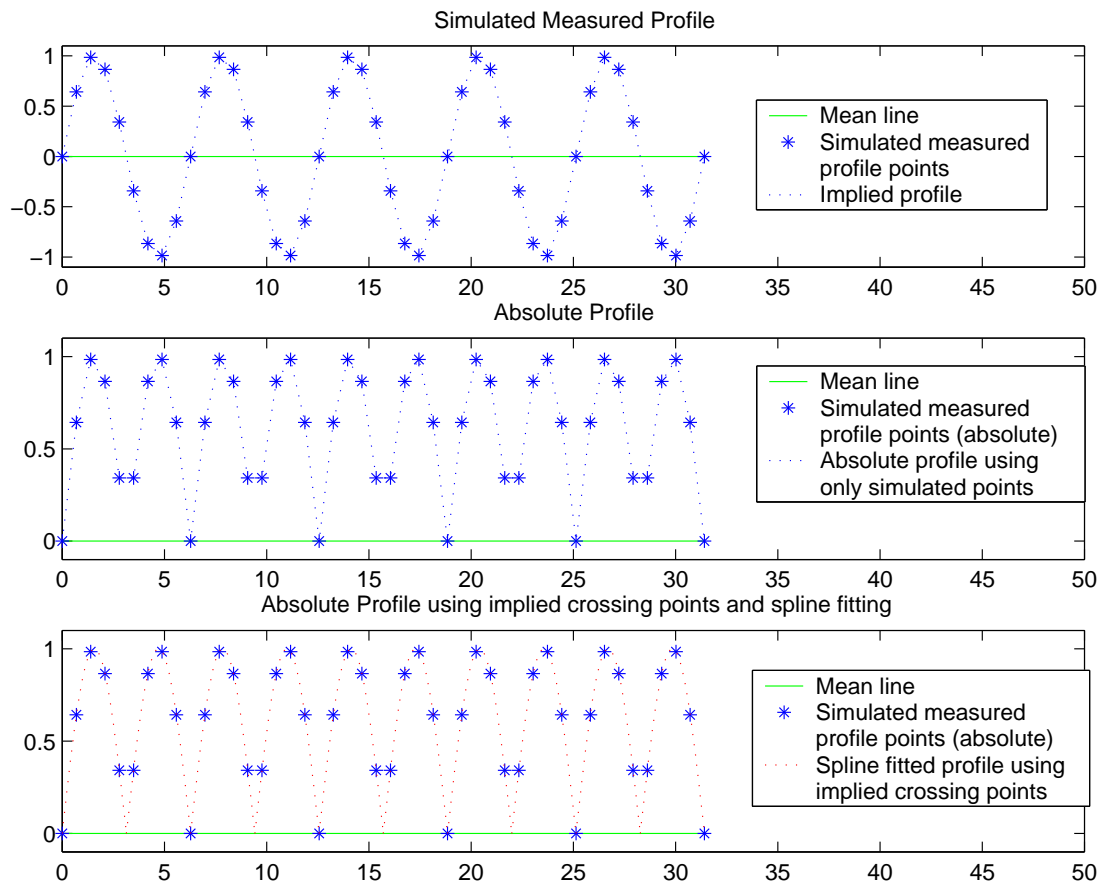 Simulated Measured Profile
1
0.5
0
−0.5
−1
Mean line
Simulated measured
profile points
Implied profile
0 5 10 15 20 25 30 35 40 45 50
Absolute Profile
1
0.5
0
Mean line
Simulated measured
profile points (absolute)
Absolute profile using
only simulated points
0 5 10 15 20 25 30 35 40 45 50
Absolute Profile using implied crossing points and spline fitting
1
0.5
0
Mean line
Simulated measured
profile points (absolute)
Spline fitted profile using
implied crossing points
0 5 10 15 20 25 30 35 40 45 50